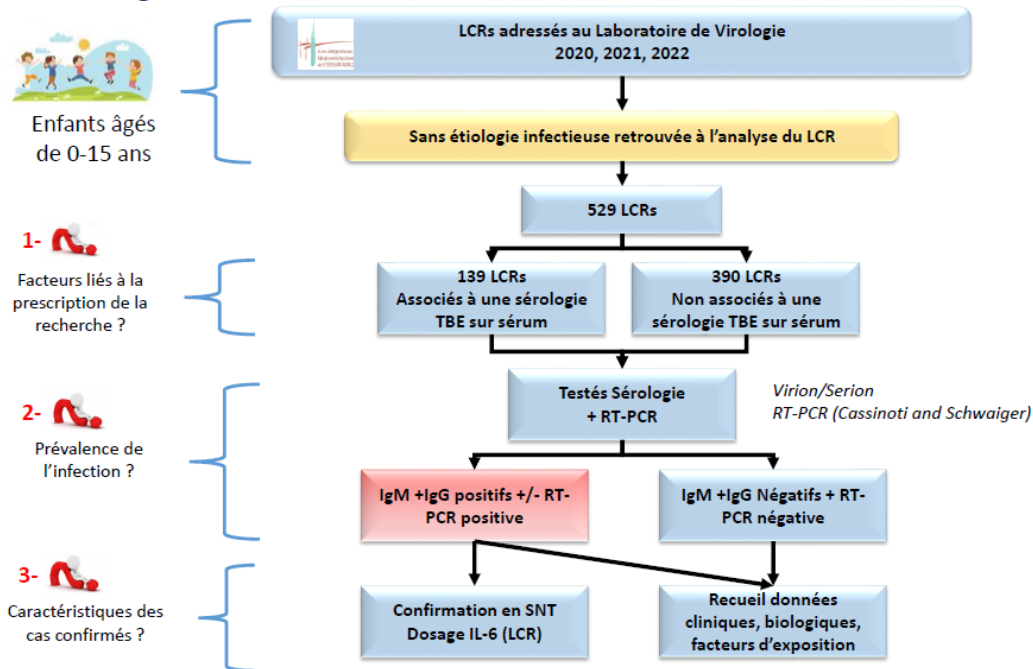 LCRs adressés au Laboratoire de Virologie
2020, 2021, 2022
Enfants âgés
de 0-15 ans
Sans étiologie infectieuse retrouvée à l'analyse du LCR
529 LCRs
1-
Facteurs liés à la
prescription de la
recherche ?
139 LCRs
Associés à une sérologie
TBE sur sérum
390 LCRs
Non associés à une
sérologie TBE sur sérum
2-
Prévalence de
l'infection ?
Testés Sérologie
+ RT-PCR
Virion/Serion
RT-PCR (Cassinoti and Schwaiger)
IgM +IgG positifs +/- RT-
PCR positive
IgM +IgG Négatifs + RT-
PCR négative
3-
Caractéristiques des
cas confirmés ?
Confirmation en SNT
Dosage IL-6 (LCR)
Recueil données
cliniques, biologiques,
facteurs d'exposition